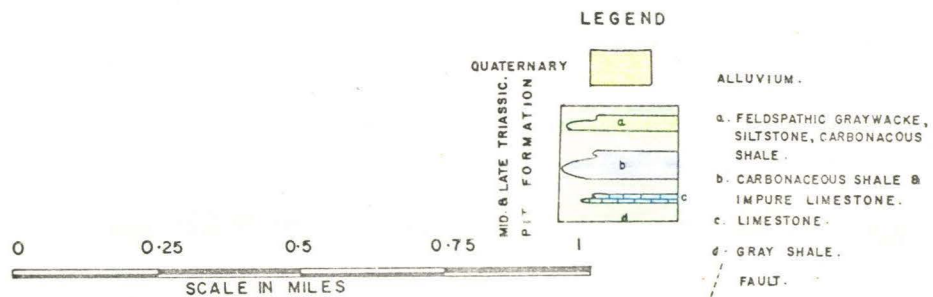 LEGEND
QUATERNARY
ALLUVIUM.
MID. & LATE TRIASSIC.
PIT FORMATION
a
b
c
d
a. FELDSPATHIC GRAYWACKE,
SILTSTONE, CARBONACOUS
SHALE.
b. CARBONACEOUS SHALE &
IMPURE LIMESTONE.
c. LIMESTONE.
d. GRAY SHALE.
FAULT.
0 0·25 0·5 0·75 1
SCALE IN MILES